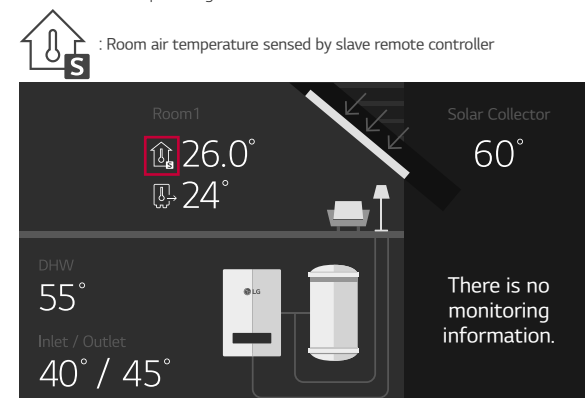 : Room air temperature sensed by slave remote controller
S
Room1
Solar Collector
S
26.0°
60°
24°
DHW
55°
LG
There is no
monitoring
information.
Inlet / Outlet
40° / 45°